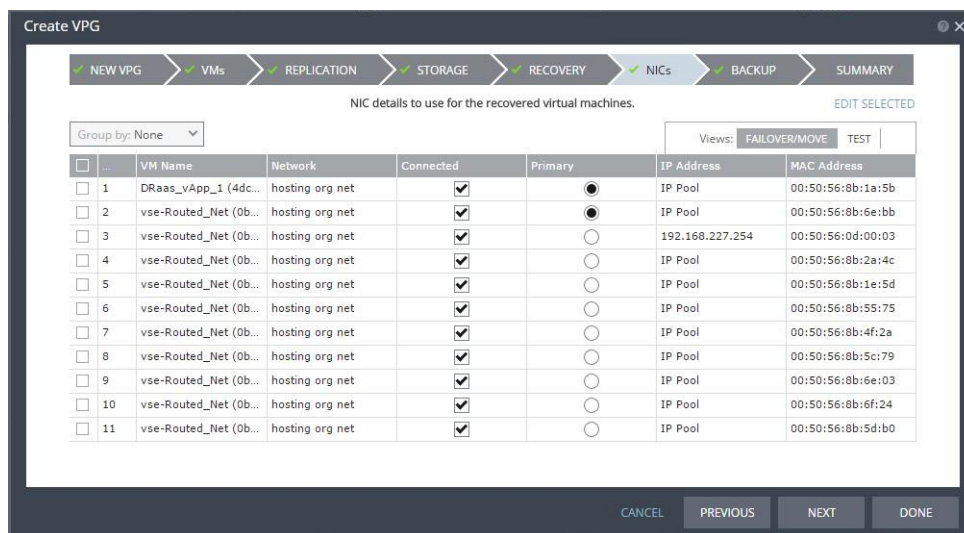 Create VPG
NEW VPG VMs REPLICATION STORAGE RECOVERY NICs BACKUP SUMMARY
NIC details to use for the recovered virtual machines. EDIT SELECTED
Group by: None Views: FAILOVER/MOVE TEST
... VM Name Network Connected Primary IP Address MAC Address
1 DRaas_vApp_1 (4dc... hosting org net IP Pool 00:50:56:8b:1a:5b
2 vse-Routed_Net (0b... hosting org net IP Pool 00:50:56:8b:6e:bb
3 vse-Routed_Net (0b... hosting org net 192.168.227.254 00:50:56:0d:00:03
4 vse-Routed_Net (0b... hosting org net IP Pool 00:50:56:8b:2a:4c
5 vse-Routed_Net (0b... hosting org net IP Pool 00:50:56:8b:1e:5d
6 vse-Routed_Net (0b... hosting org net IP Pool 00:50:56:8b:55:75
7 vse-Routed_Net (0b... hosting org net IP Pool 00:50:56:8b:4f:2a
8 vse-Routed_Net (0b... hosting org net IP Pool 00:50:56:8b:5c:79
9 vse-Routed_Net (0b... hosting org net IP Pool 00:50:56:8b:6e:03
10 vse-Routed_Net (0b... hosting org net IP Pool 00:50:56:8b:6f:24
11 vse-Routed_Net (0b... hosting org net IP Pool 00:50:56:8b:5d:b0
CANCEL PREVIOUS NEXT DONE